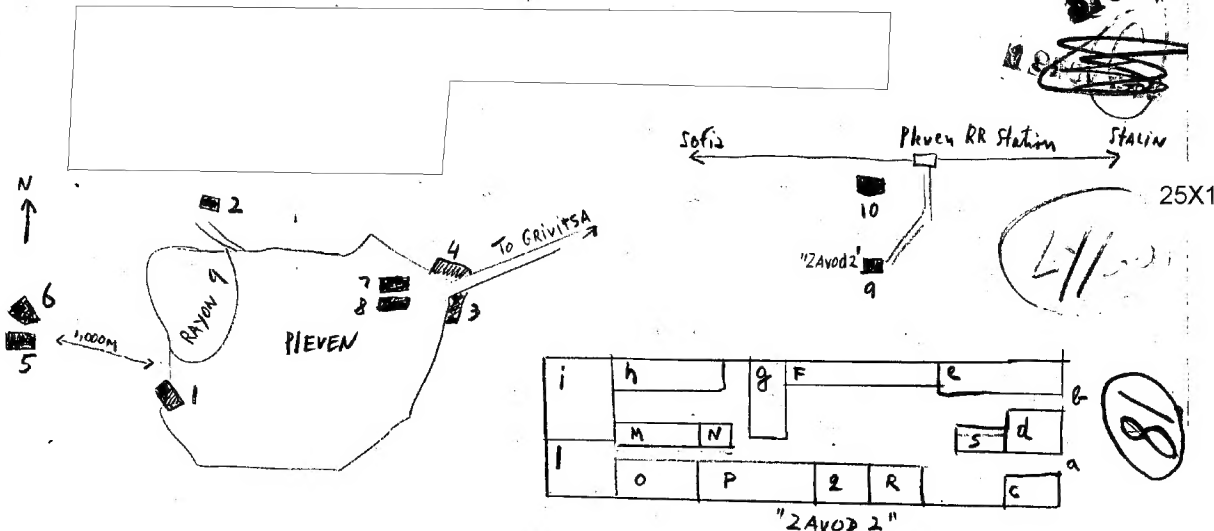 Sofia
Pleven RR Station
STALIN
25X1
N
2
10
To GRIVITSA
4
"ZAVOD 2"
9
7
8
3
6
5
1,000M
RAYON 9
PLEVEN
1
i
h
g
F
e
b
M
N
S
d
a
l
O
P
2
R
c
"ZAVOD 2"
18